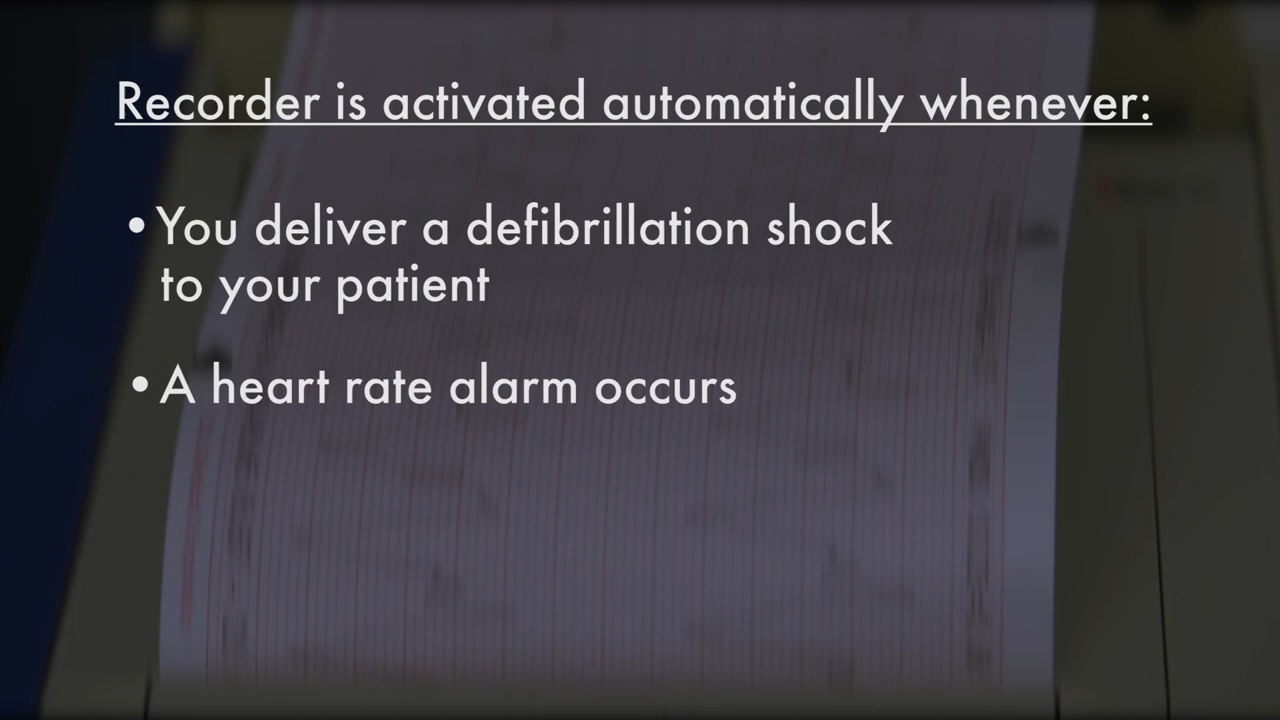 Recorder is activated automatically whenever:
•You deliver a defibrillation shock
to your patient
•A heart rate alarm occurs